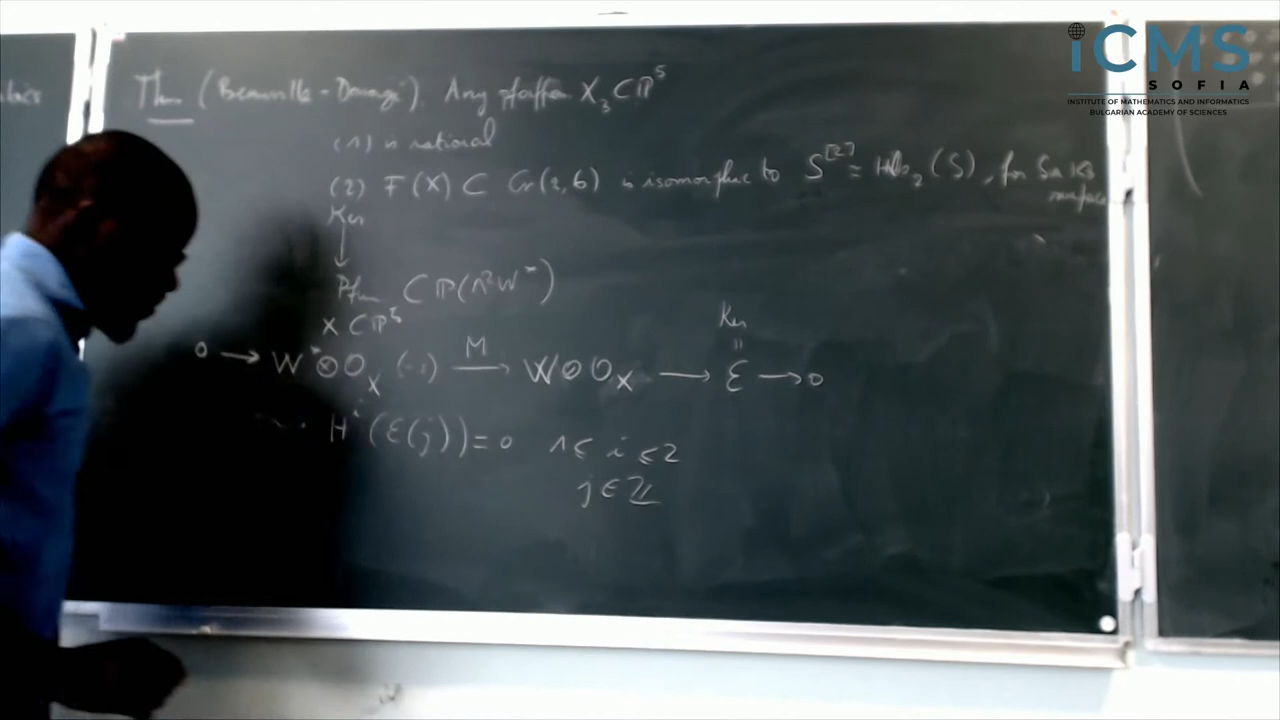 iCMS
SOFIA
INSTITUTE OF MATHEMATICS AND INFORMATICS
BULGARIAN ACADEMY OF SCIENCES
Thm (Beauville - Donagi) Any pfaffian X₃ ⊂ ℙ⁵
(1) is rational
(2) F(X) ⊂ Gr(2,6) is isomorphic to S^[2] = Hilb₂(S), for S a K3 surface
Ker
↓
⊂ ℙ(Λ²W*)
X ⊂ ℙ⁵
Ker
=
0 → W*⊗O_X(-1) —M→ W⊗O_X → ℰ → 0
Hⁱ(ℰ(j)) = 0 1 ≤ i ≤ 2
j ∈ ℤ